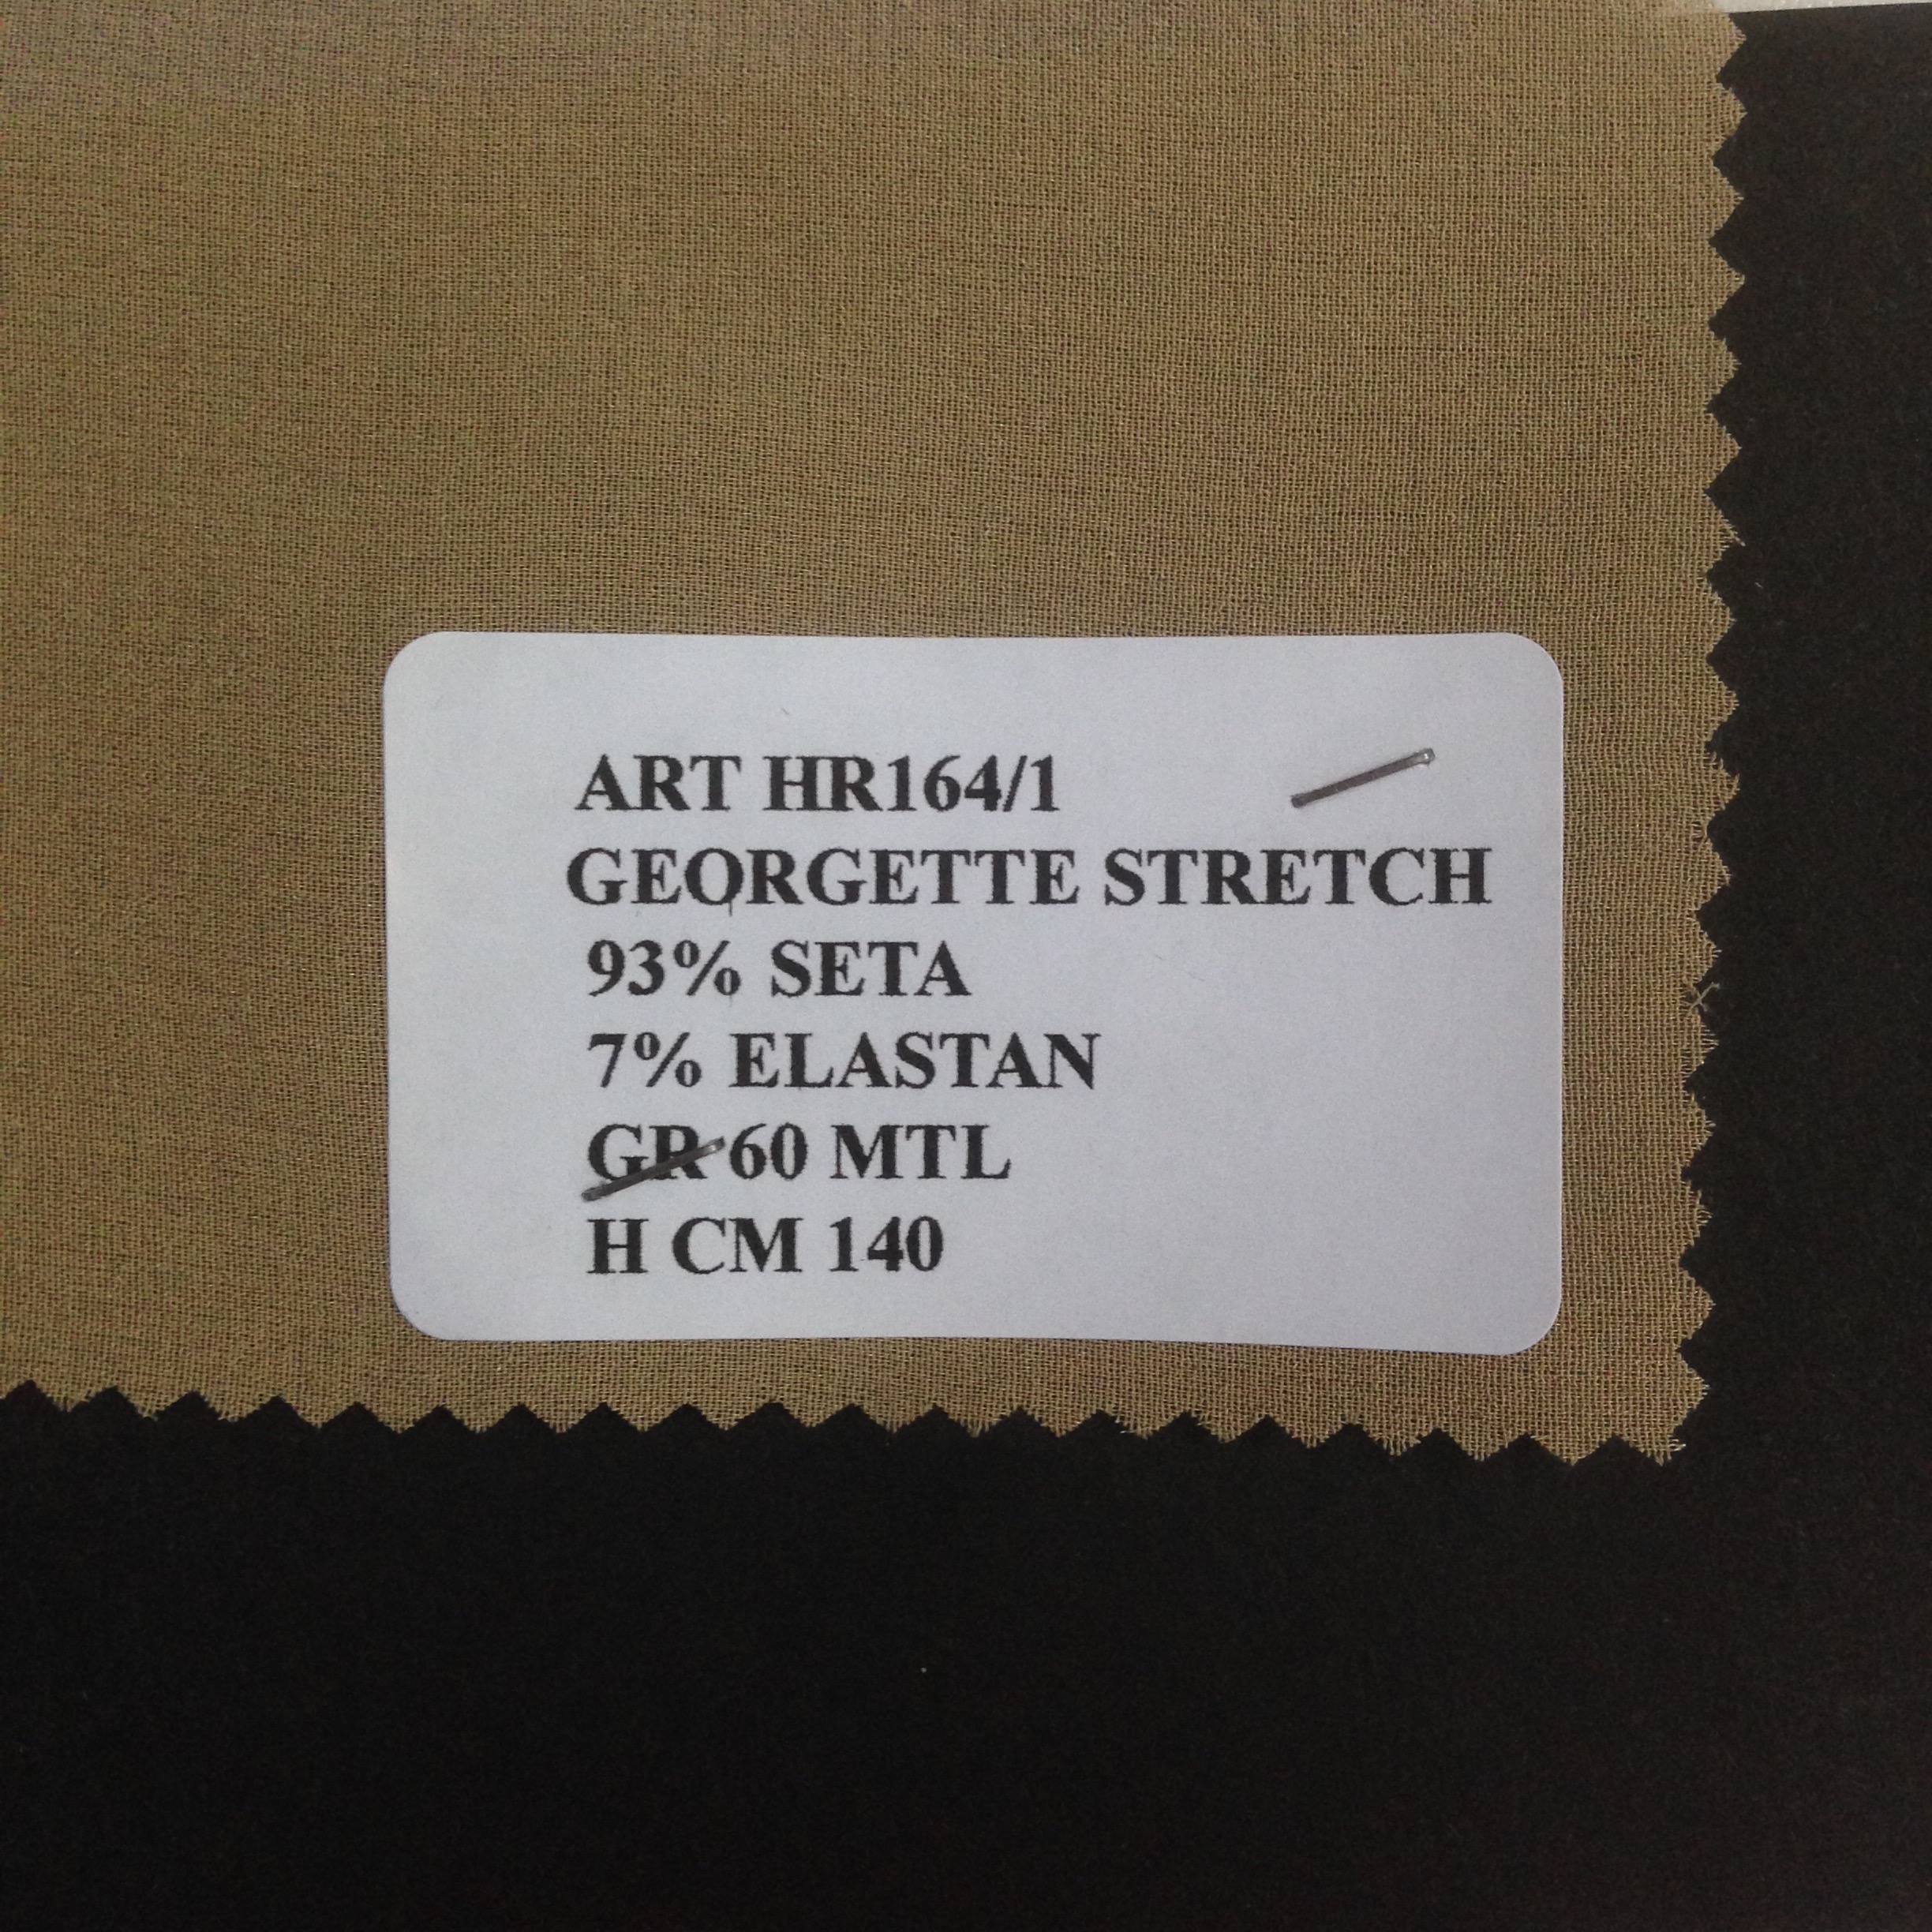 ART HR164/1
GEORGETTE STRETCH
93% SETA
7% ELASTAN
GR 60 MTL
H CM 140